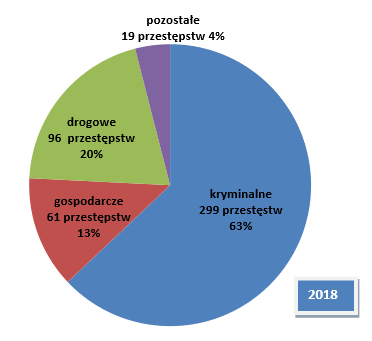 pozostałe
19 przestępstw 4%
drogowe
96 przestępstw
20%
gospodarcze
61 przestępstw
13%
kryminalne
299 przestęstw
63%
2018